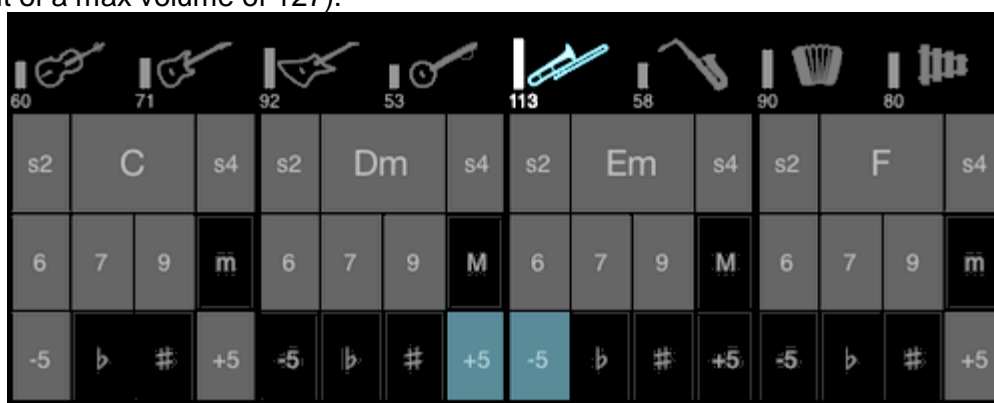 60 71 92 53 113 58 90 80
s2 C s4 s2 Dm s4 s2 Em s4 s2 F s4
6 7 9 m 6 7 9 M 6 7 9 M 6 7 9 m
-5 ♭ ♯ +5 -5 ♭ ♯ +5 -5 ♭ ♯ +5 -5 ♭ ♯ +5